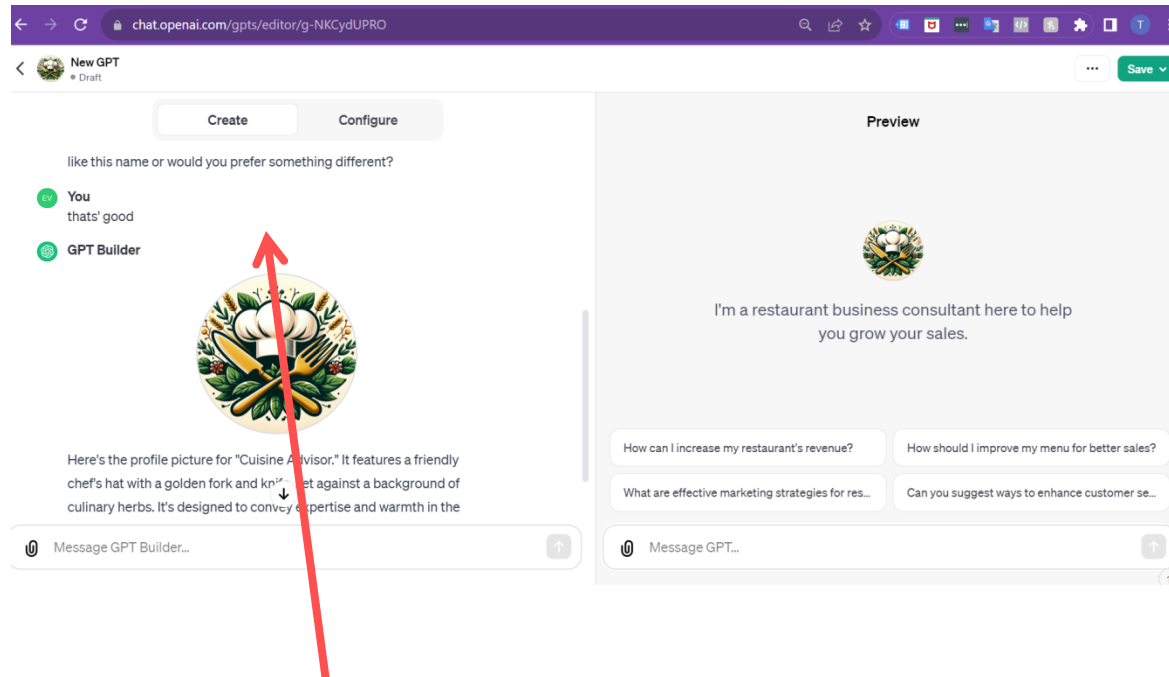 chat.openai.com/gpts/editor/g-NKCydUPRO
T
New GPT
Draft
Save
Create
Configure
like this name or would you prefer something different?
EV
You
thats' good
GPT Builder
Here's the profile picture for "Cuisine Advisor." It features a friendly
chef's hat with a golden fork and knife set against a background of
culinary herbs. It's designed to convey expertise and warmth in the
Message GPT Builder...
Preview
I'm a restaurant business consultant here to help
you grow your sales.
How can I increase my restaurant's revenue?
How should I improve my menu for better sales?
What are effective marketing strategies for res...
Can you suggest ways to enhance customer se...
Message GPT...